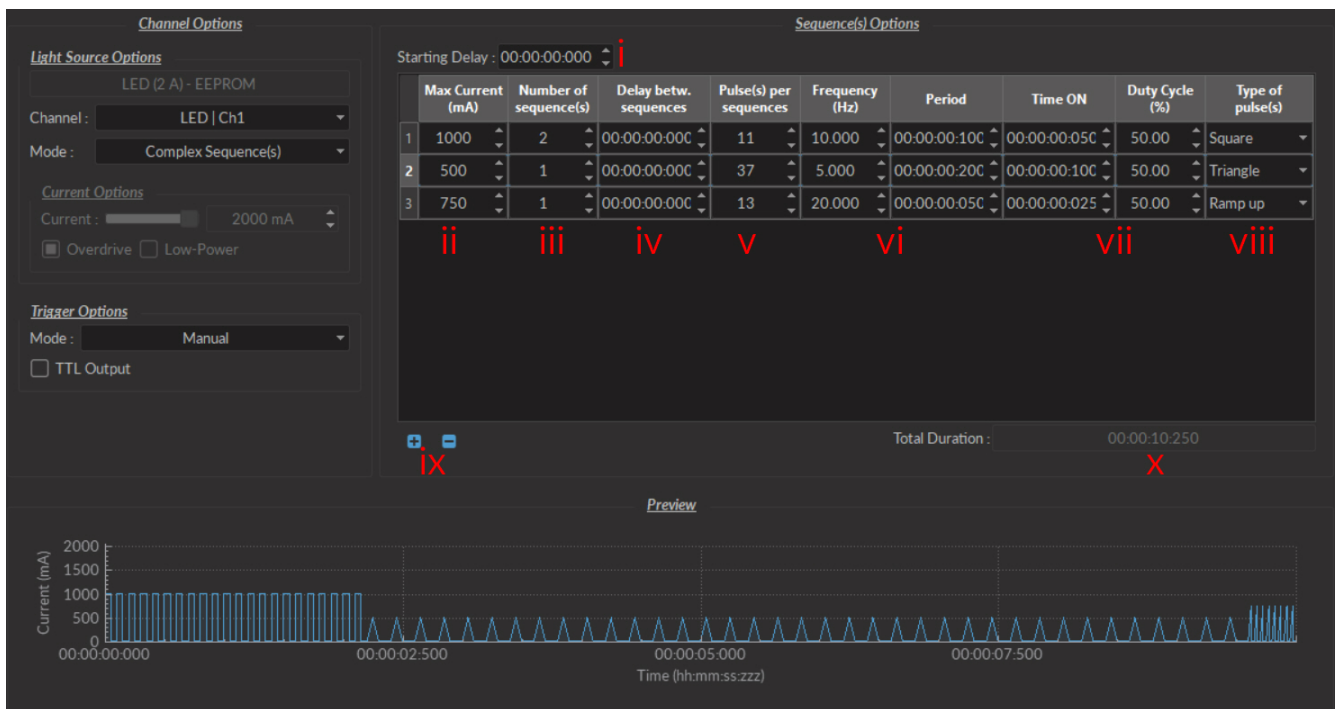 Channel Options
Sequence(s) Options
Light Source Options
Starting Delay : 00:00:00:000 i
LED (2 A) - EEPROM
Channel : LED | Ch1
Mode : Complex Sequence(s)
Current Options
Current : 2000 mA
Overdrive Low-Power
Max Current (mA) Number of sequence(s) Delay betw. sequences Pulse(s) per sequences Frequency (Hz) Period Time ON Duty Cycle (%) Type of pulse(s)
1 1000 2 00:00:00:000 11 10.000 00:00:00:100 00:00:00:050 50.00 Square
2 500 1 00:00:00:000 37 5.000 00:00:00:200 00:00:00:100 50.00 Triangle
3 750 1 00:00:00:000 13 20.000 00:00:00:050 00:00:00:025 50.00 Ramp up
ii iii iv v vi vii viii
Trigger Options
Mode : Manual
TTL Output
ix
Total Duration : 00:00:10:250
x
Preview
Current (mA)
2000
1500
1000
500
0
00:00:00:000 00:00:02:500 00:00:05:000 00:00:07:500
Time (hh:mm:ss:zzz)